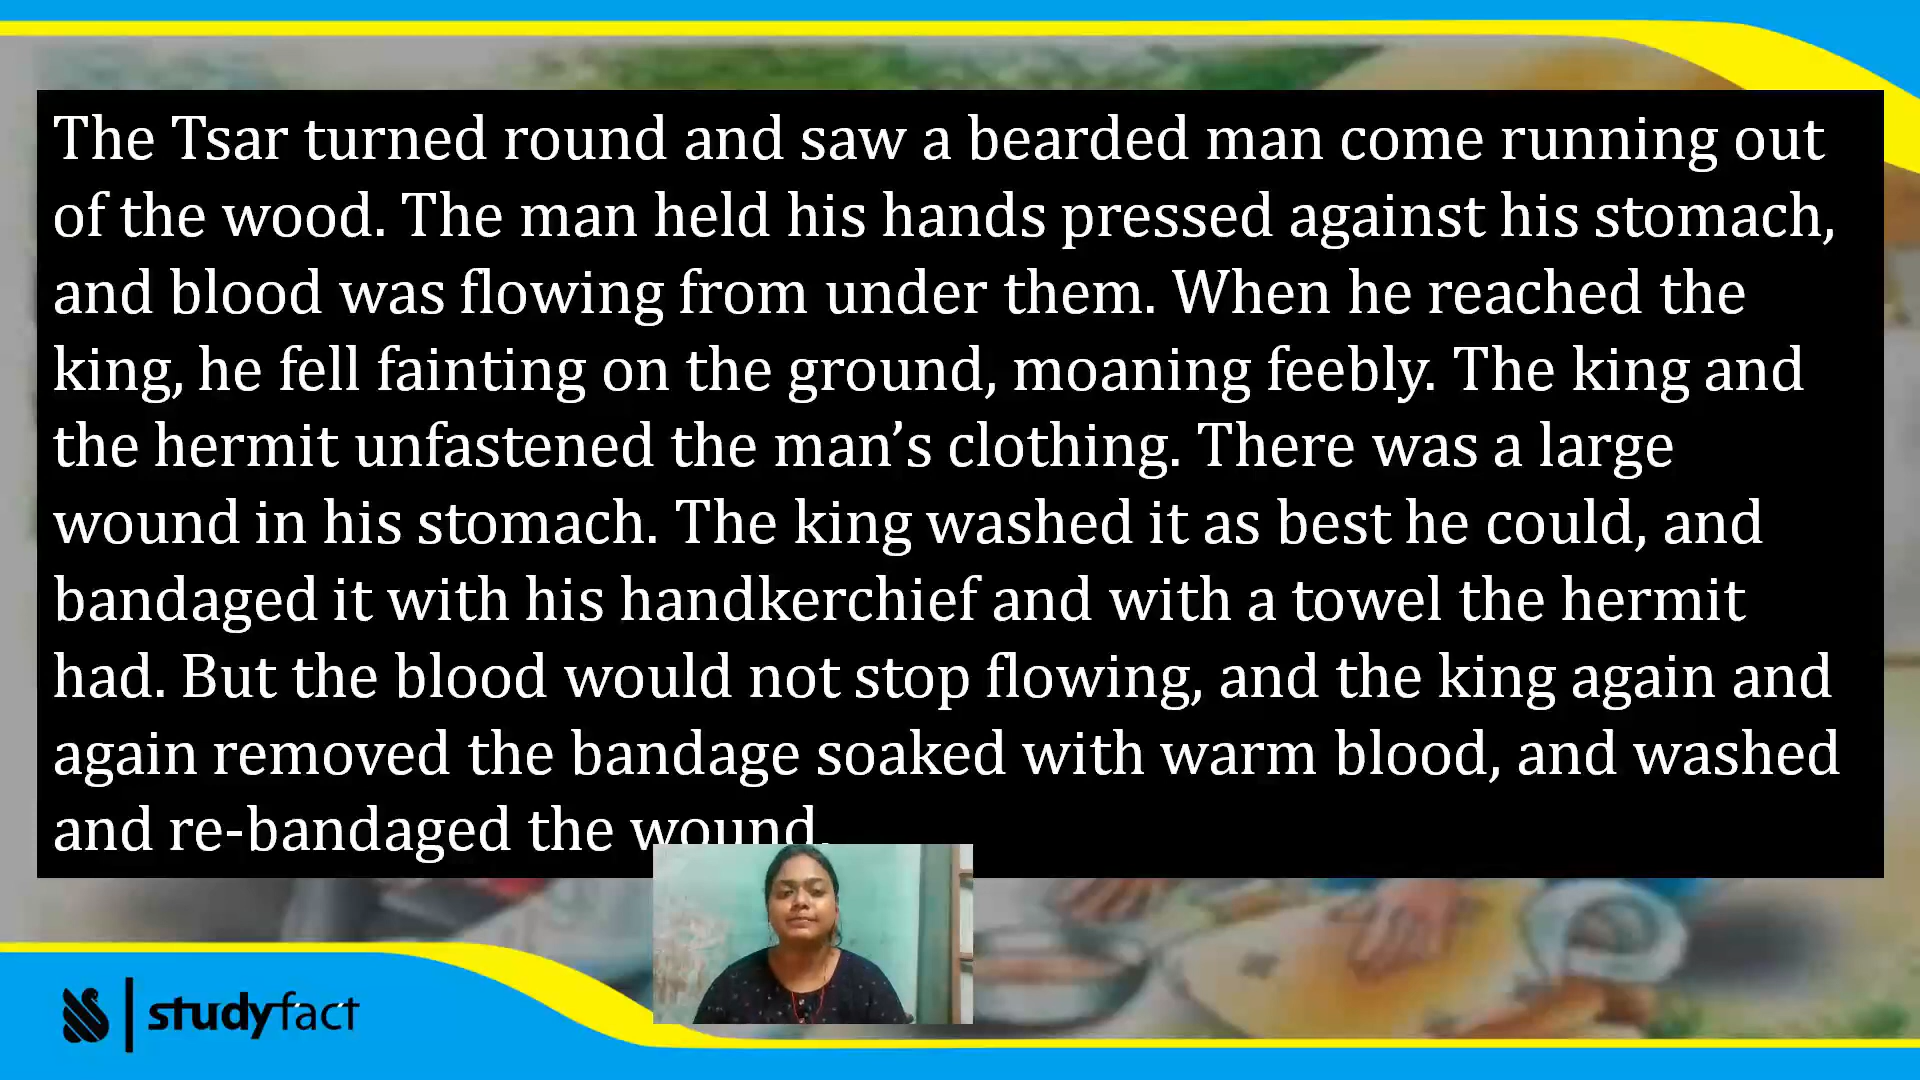 The Tsar turned round and saw a bearded man come running out
of the wood. The man held his hands pressed against his stomach,
and blood was flowing from under them. When he reached the
king, he fell fainting on the ground, moaning feebly. The king and
the hermit unfastened the man’s clothing. There was a large
wound in his stomach. The king washed it as best he could, and
bandaged it with his handkerchief and with a towel the hermit
had. But the blood would not stop flowing, and the king again and
again removed the bandage soaked with warm blood, and washed
and re-bandaged the wound.
studyfact